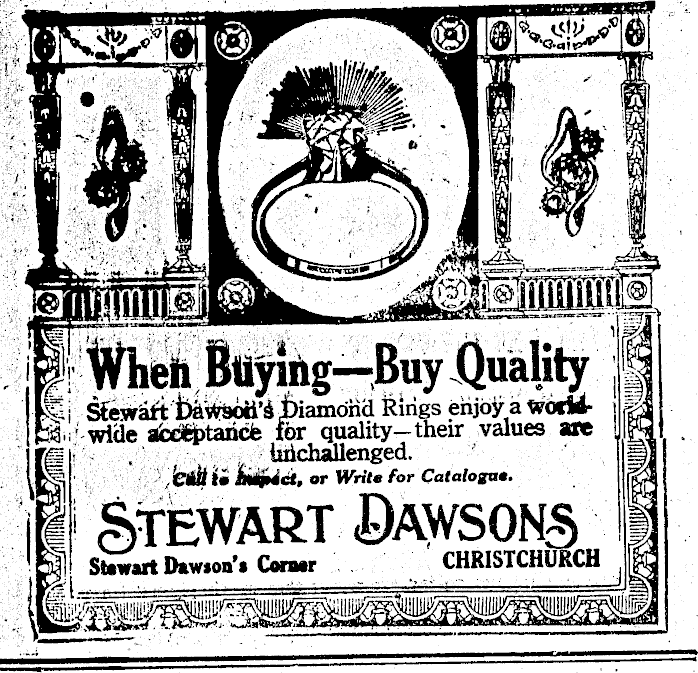 When Buying—Buy Quality
Stewart Dawson's Diamond Rings enjoy a world-
wide acceptance for quality—their values are
unchallenged.
Call to Inspect, or Write for Catalogue.
STEWART DAWSONS
Stewart Dawson's Corner CHRISTCHURCH